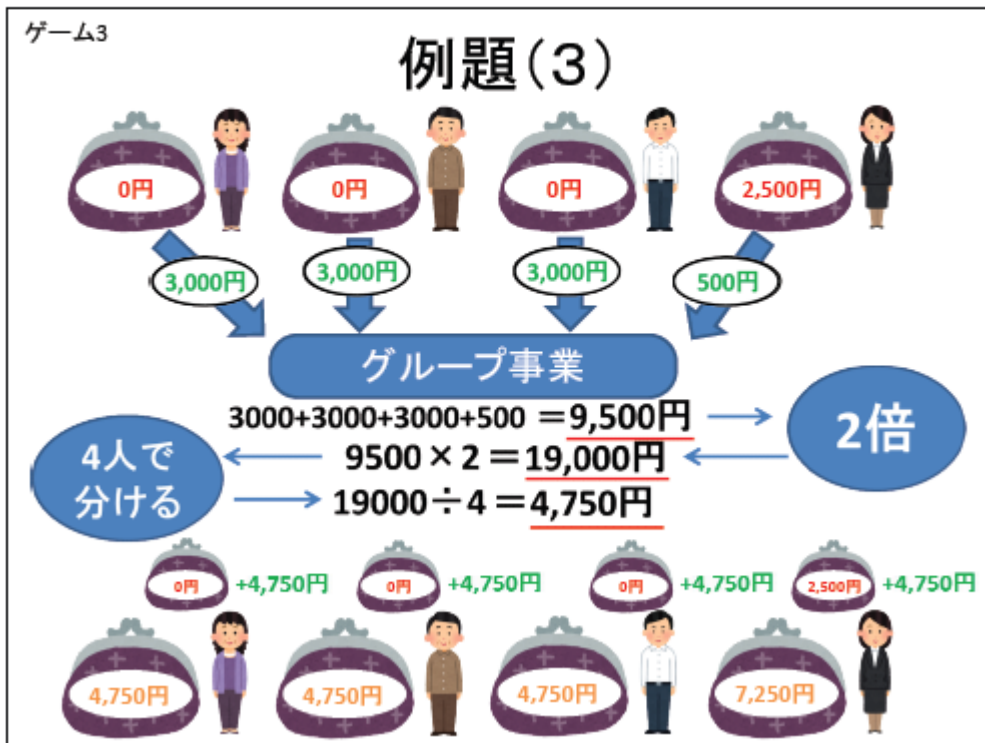 ゲーム3
例題(3)
0円 0円 0円 2,500円
3,000円 3,000円 3,000円 500円
グループ事業
3000+3000+3000+500 =9,500円
2倍
9500×2=19,000円
4人で
分ける
19000÷4=4,750円
0円 +4,750円 0円 +4,750円 0円 +4,750円 2,500円 +4,750円
4,750円 4,750円 4,750円 7,250円